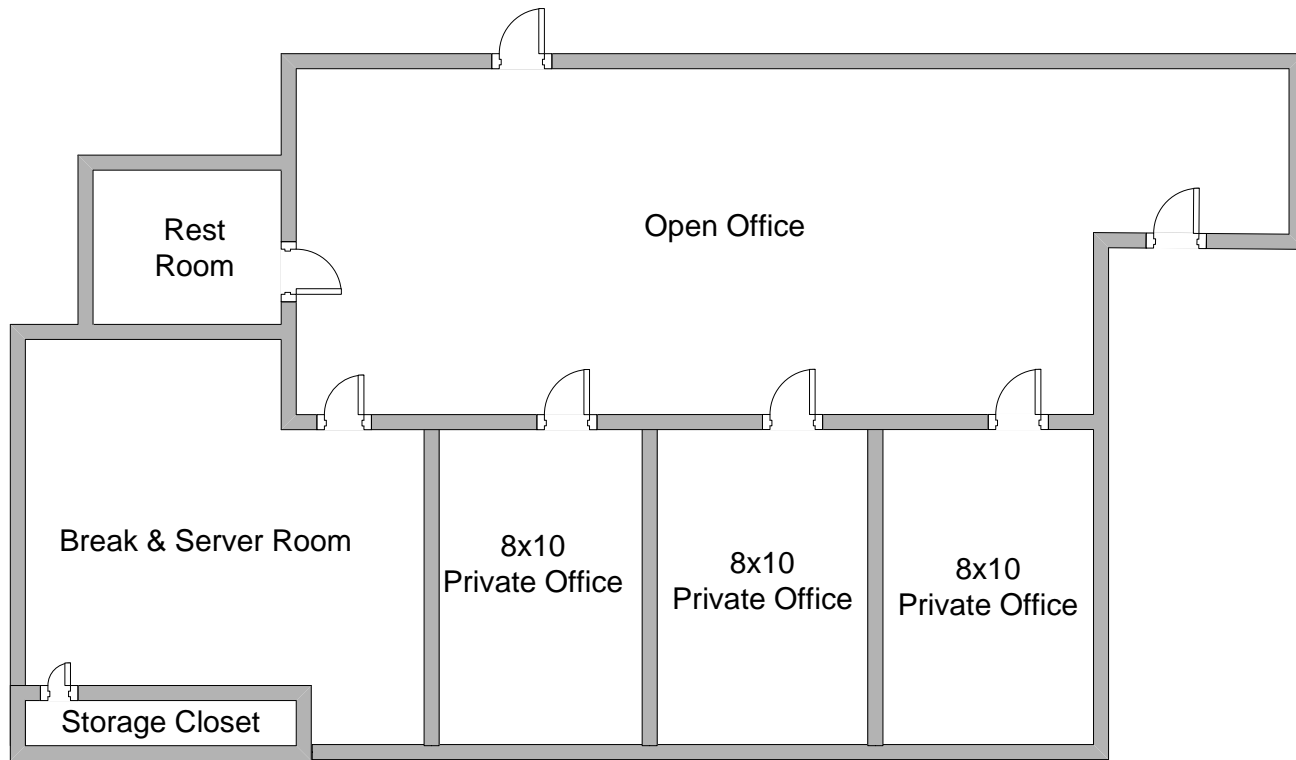 Open Office
Rest
Room
Break & Server Room
8x10
Private Office
8x10
Private Office
8x10
Private Office
Storage Closet